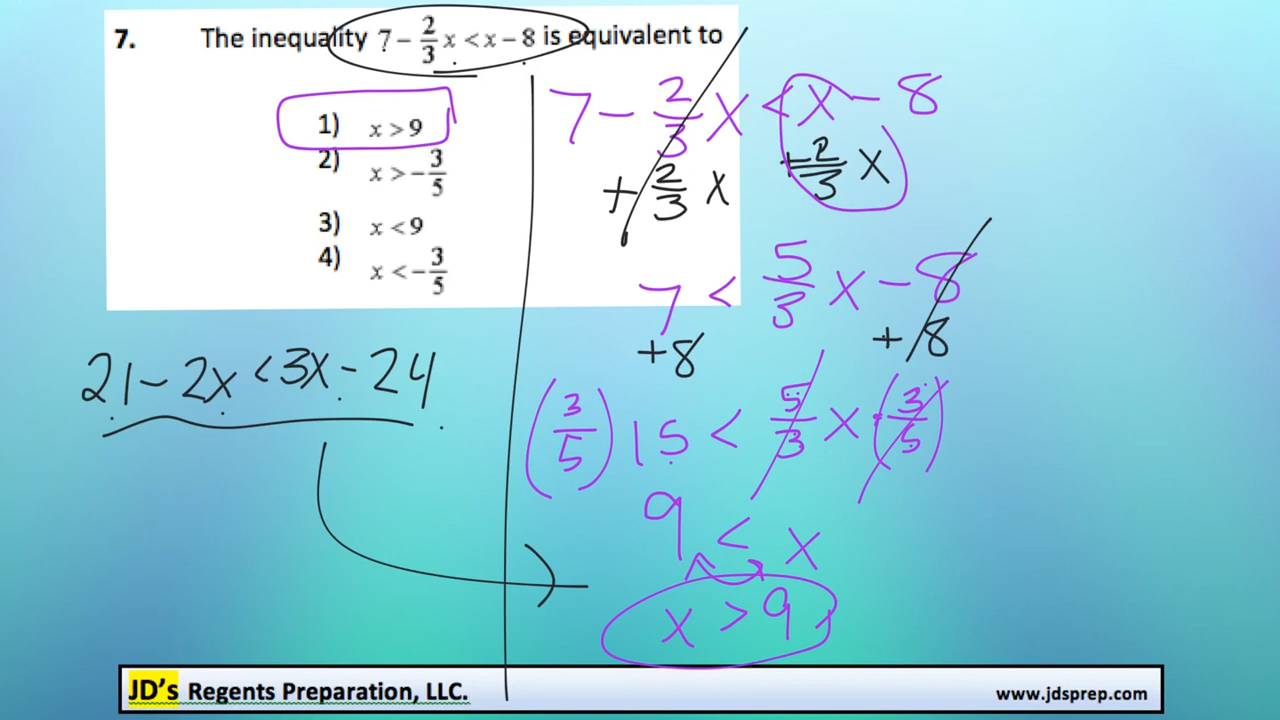 7. The inequality 7 - 2/3 x < x - 8 is equivalent to
1) x > 9
2) x > - 3/5
3) x < 9
4) x < - 3/5
21 - 2x < 3x - 24
7 - 2/3 x < x - 8
+ 2/3 x + 2/3 x
7 < 5/3 x - 8
+8 + 8
(3/5) 15 < 5/3 x (3/5)
9 < x
x > 9
JD's Regents Preparation, LLC.
www.jdsprep.com